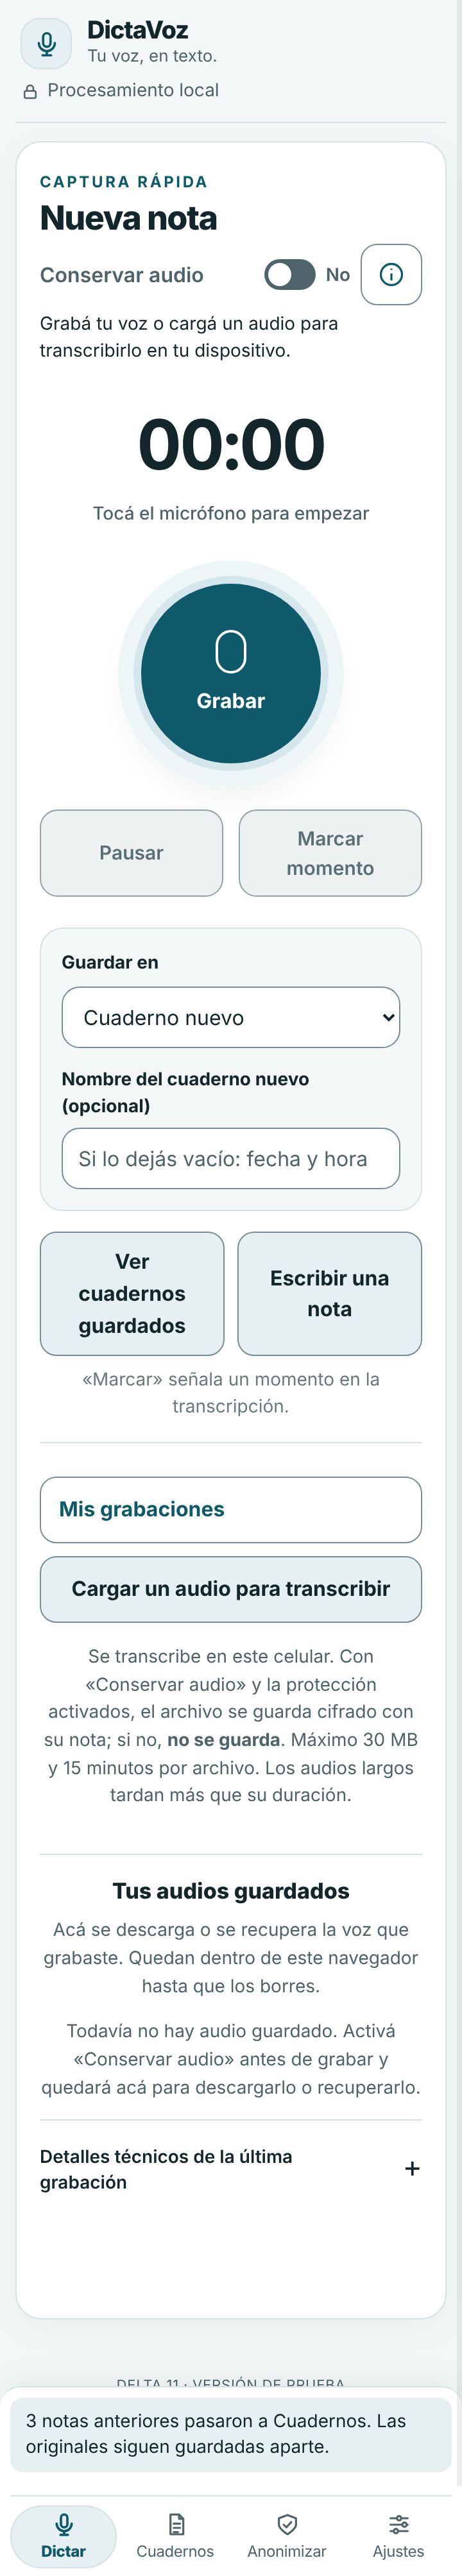 DictaVoz
Tu voz, en texto.
Procesamiento local
CAPTURA RÁPIDA
Nueva nota
Conservar audio No
Grabá tu voz o cargá un audio para
transcribirlo en tu dispositivo.
00:00
Tocá el micrófono para empezar
Grabar
Pausar
Marcar
momento
Guardar en
Cuaderno nuevo
Nombre del cuaderno nuevo
(opcional)
Si lo dejás vacío: fecha y hora
Ver
cuadernos
guardados
Escribir una
nota
«Marcar» señala un momento en la
transcripción.
Mis grabaciones
Cargar un audio para transcribir
Se transcribe en este celular. Con
«Conservar audio» y la protección
activados, el archivo se guarda cifrado con
su nota; si no, no se guarda. Máximo 30 MB
y 15 minutos por archivo. Los audios largos
tardan más que su duración.
Tus audios guardados
Acá se descarga o se recupera la voz que
grabaste. Quedan dentro de este navegador
hasta que los borres.
Todavía no hay audio guardado. Activá
«Conservar audio» antes de grabar y
quedará acá para descargarlo o recuperarlo.
Detalles técnicos de la última
grabación +
DELTA 11 · VERSIÓN DE PRUEBA
3 notas anteriores pasaron a Cuadernos. Las
originales siguen guardadas aparte.
Dictar Cuadernos Anonimizar Ajustes